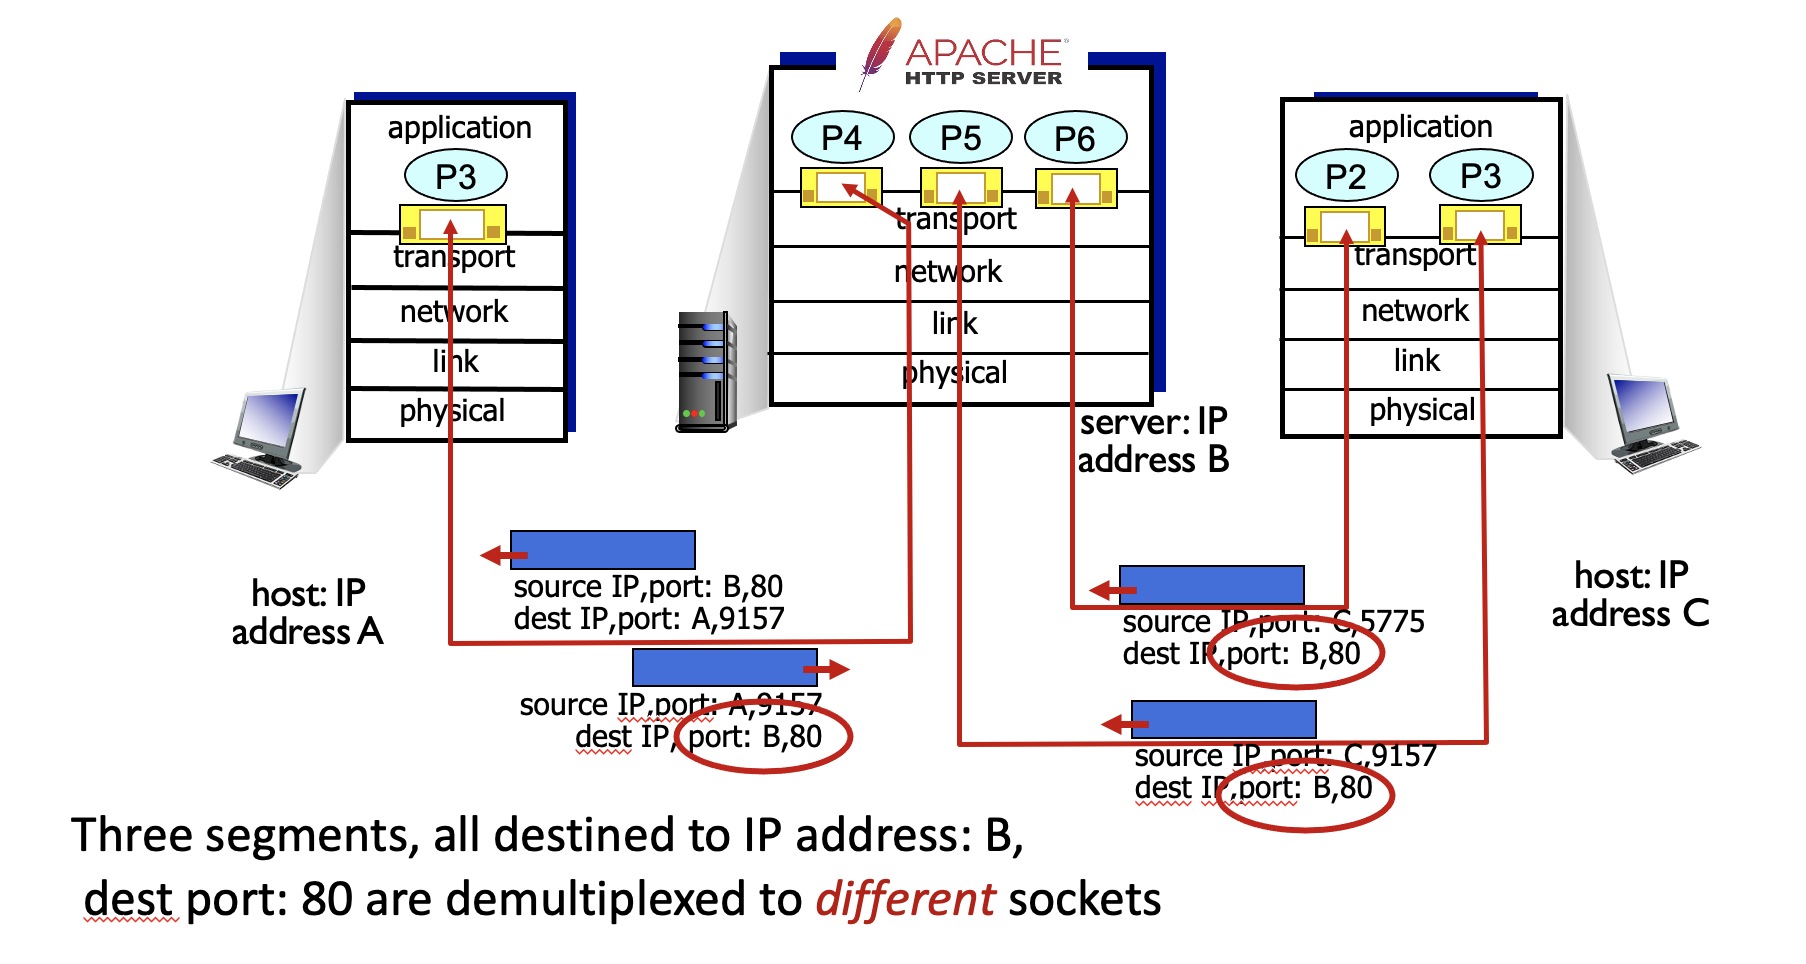 APACHE
HTTP SERVER
application
P3
transport
network
link
physical
P4
P5
P6
transport
network
link
physical
application
P2
P3
transport
network
link
physical
server: IP
address B
host: IP
address A
source IP,port: B,80
dest IP,port: A,9157
source IP,port: A,9157
dest IP, port: B,80
source IP,port: C,5775
dest IP,port: B,80
source IP,port: C,9157
dest IP,port: B,80
host: IP
address C
Three segments, all destined to IP address: B,
dest port: 80 are demultiplexed to different sockets